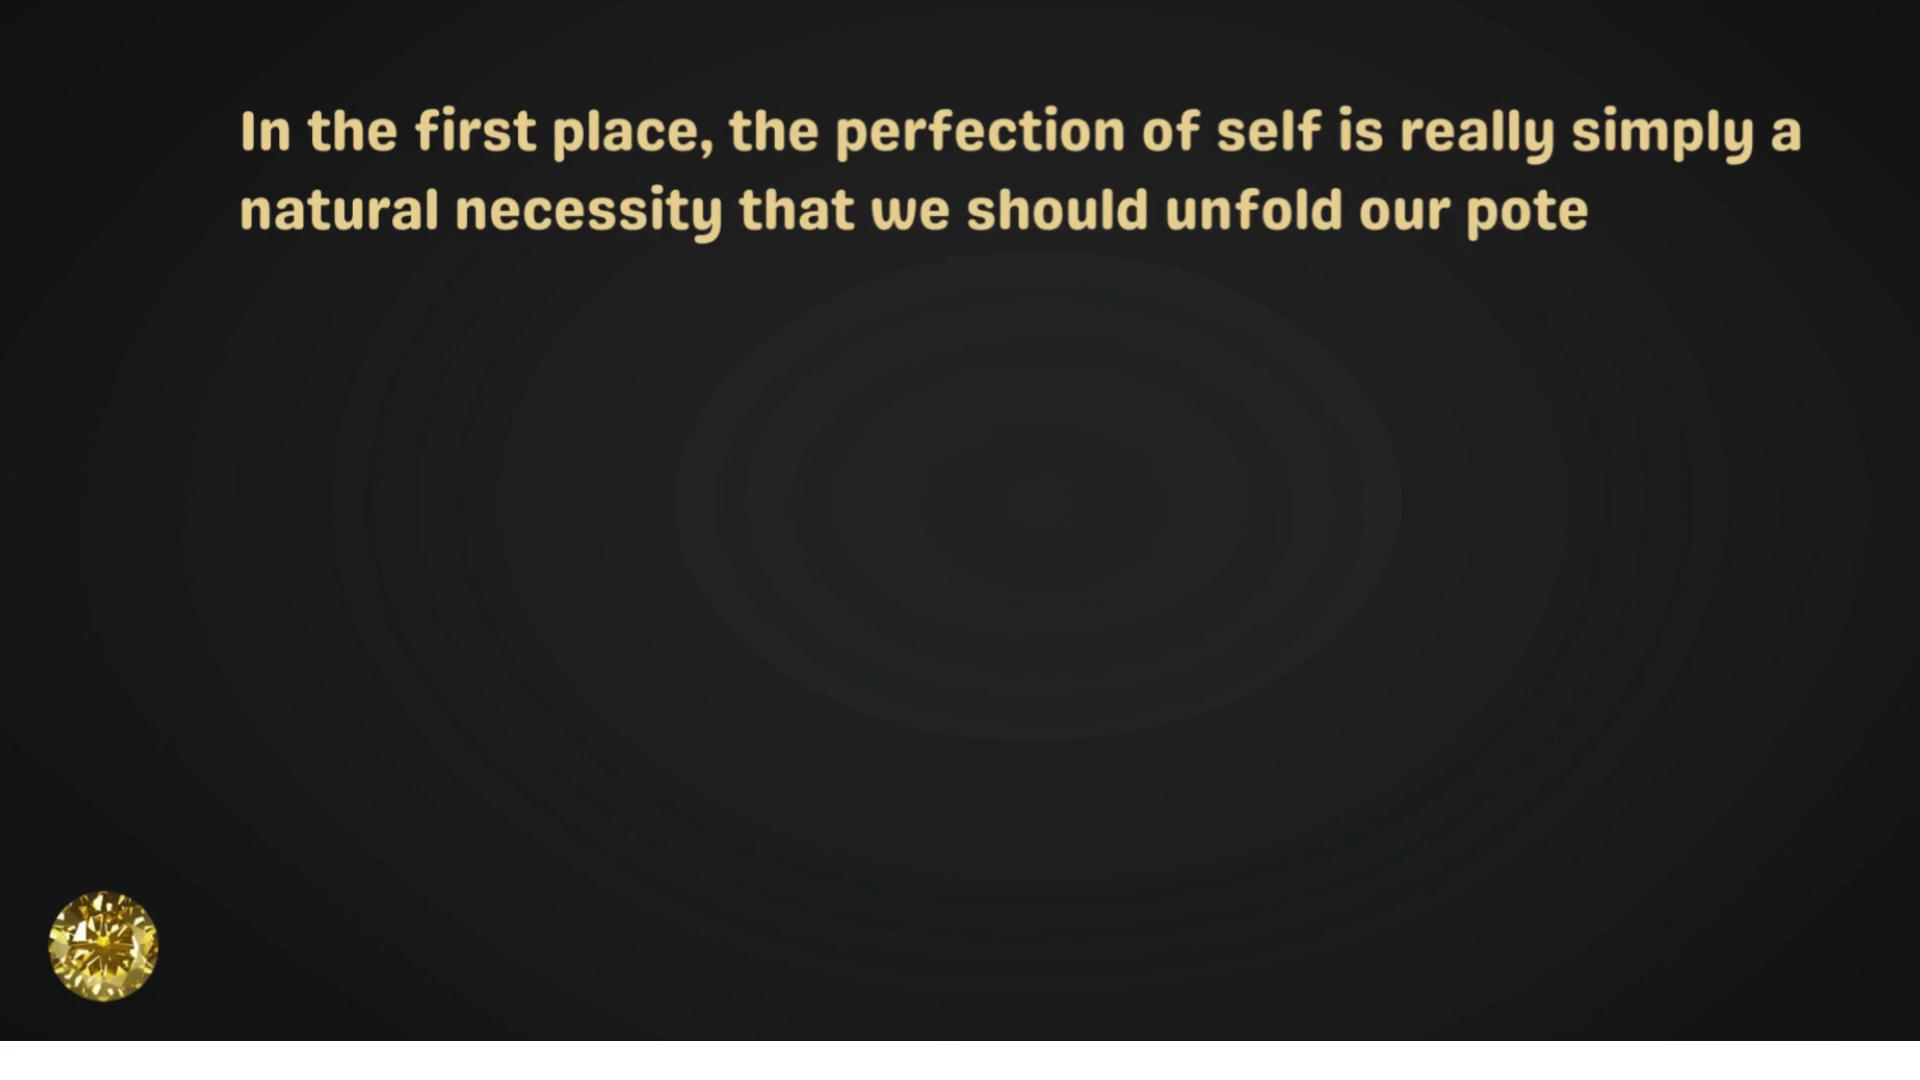 In the first place, the perfection of self is really simply a
natural necessity that we should unfold our pote